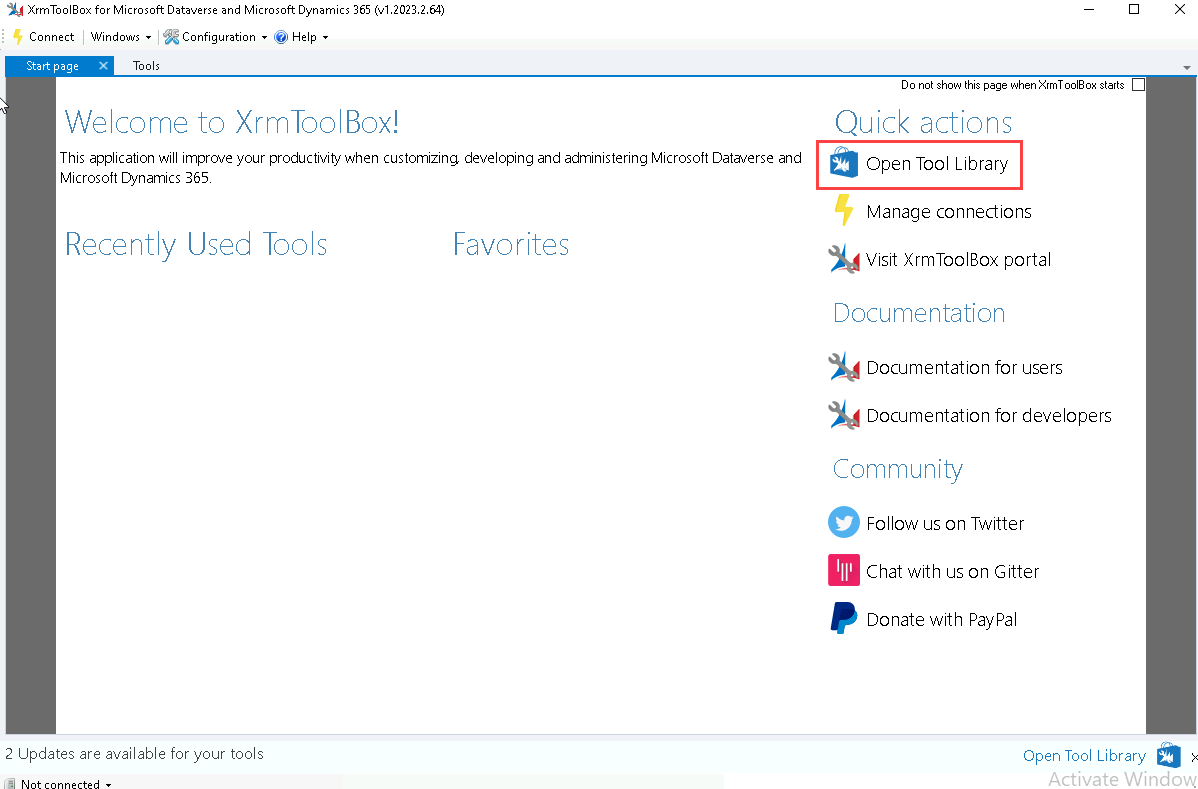 XrmToolBox for Microsoft Dataverse and Microsoft Dynamics 365 (v1.2023.2.64)
Connect Windows Configuration Help
Start page Tools
Do not show this page when XrmToolBox starts
Welcome to XrmToolBox!
This application will improve your productivity when customizing, developing and administering Microsoft Dataverse and
Microsoft Dynamics 365.
Recently Used Tools
Favorites
Quick actions
Open Tool Library
Manage connections
Visit XrmToolBox portal
Documentation
Documentation for users
Documentation for developers
Community
Follow us on Twitter
Chat with us on Gitter
Donate with PayPal
2 Updates are available for your tools
Open Tool Library
Activate Window
Not connected